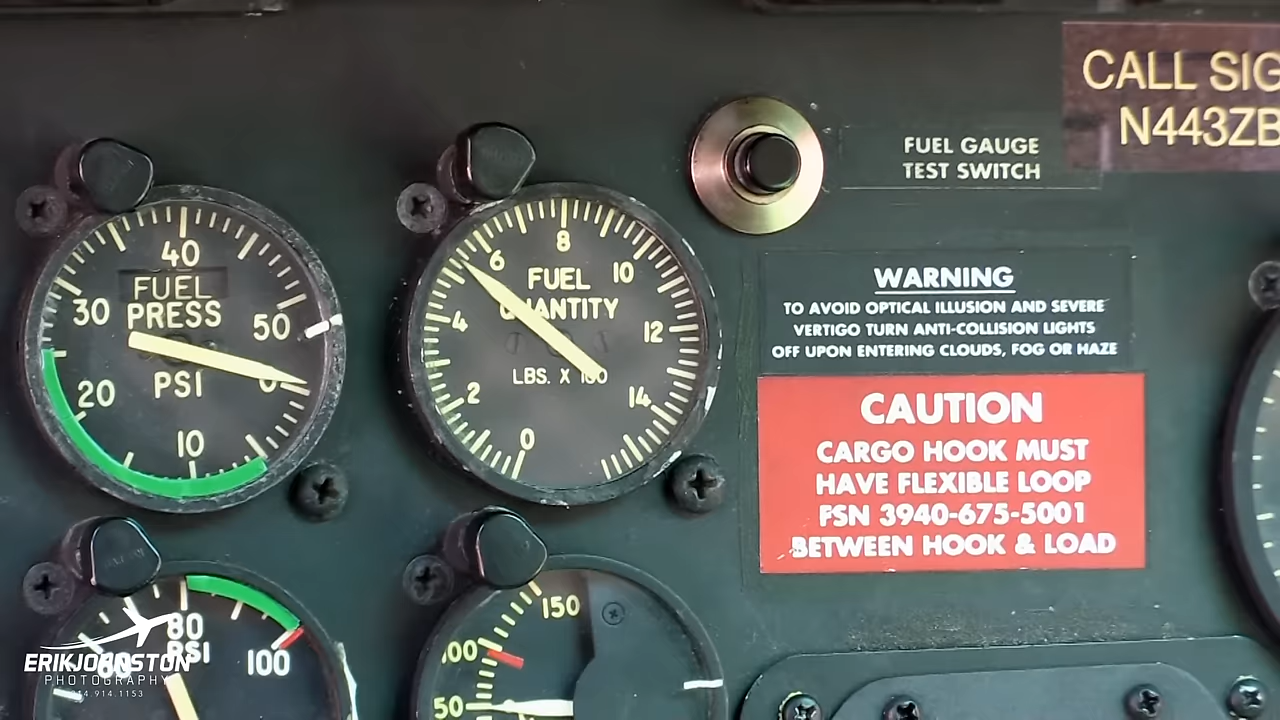 CALL SIG
N443ZB
FUEL GAUGE
TEST SWITCH
40
FUEL
PRESS
30
50
PSI
20
0
10
8
6
10
FUEL
QUANTITY
4
12
LBS. X 100
2
14
0
WARNING
TO AVOID OPTICAL ILLUSION AND SEVERE
VERTIGO TURN ANTI-COLLISION LIGHTS
OFF UPON ENTERING CLOUDS, FOG OR HAZE
CAUTION
CARGO HOOK MUST
HAVE FLEXIBLE LOOP
FSN 3940-675-5001
BETWEEN HOOK & LOAD
80
PSI
60
100
150
100
50
ERIKJOHNSTON
PHOTOGRAPHY